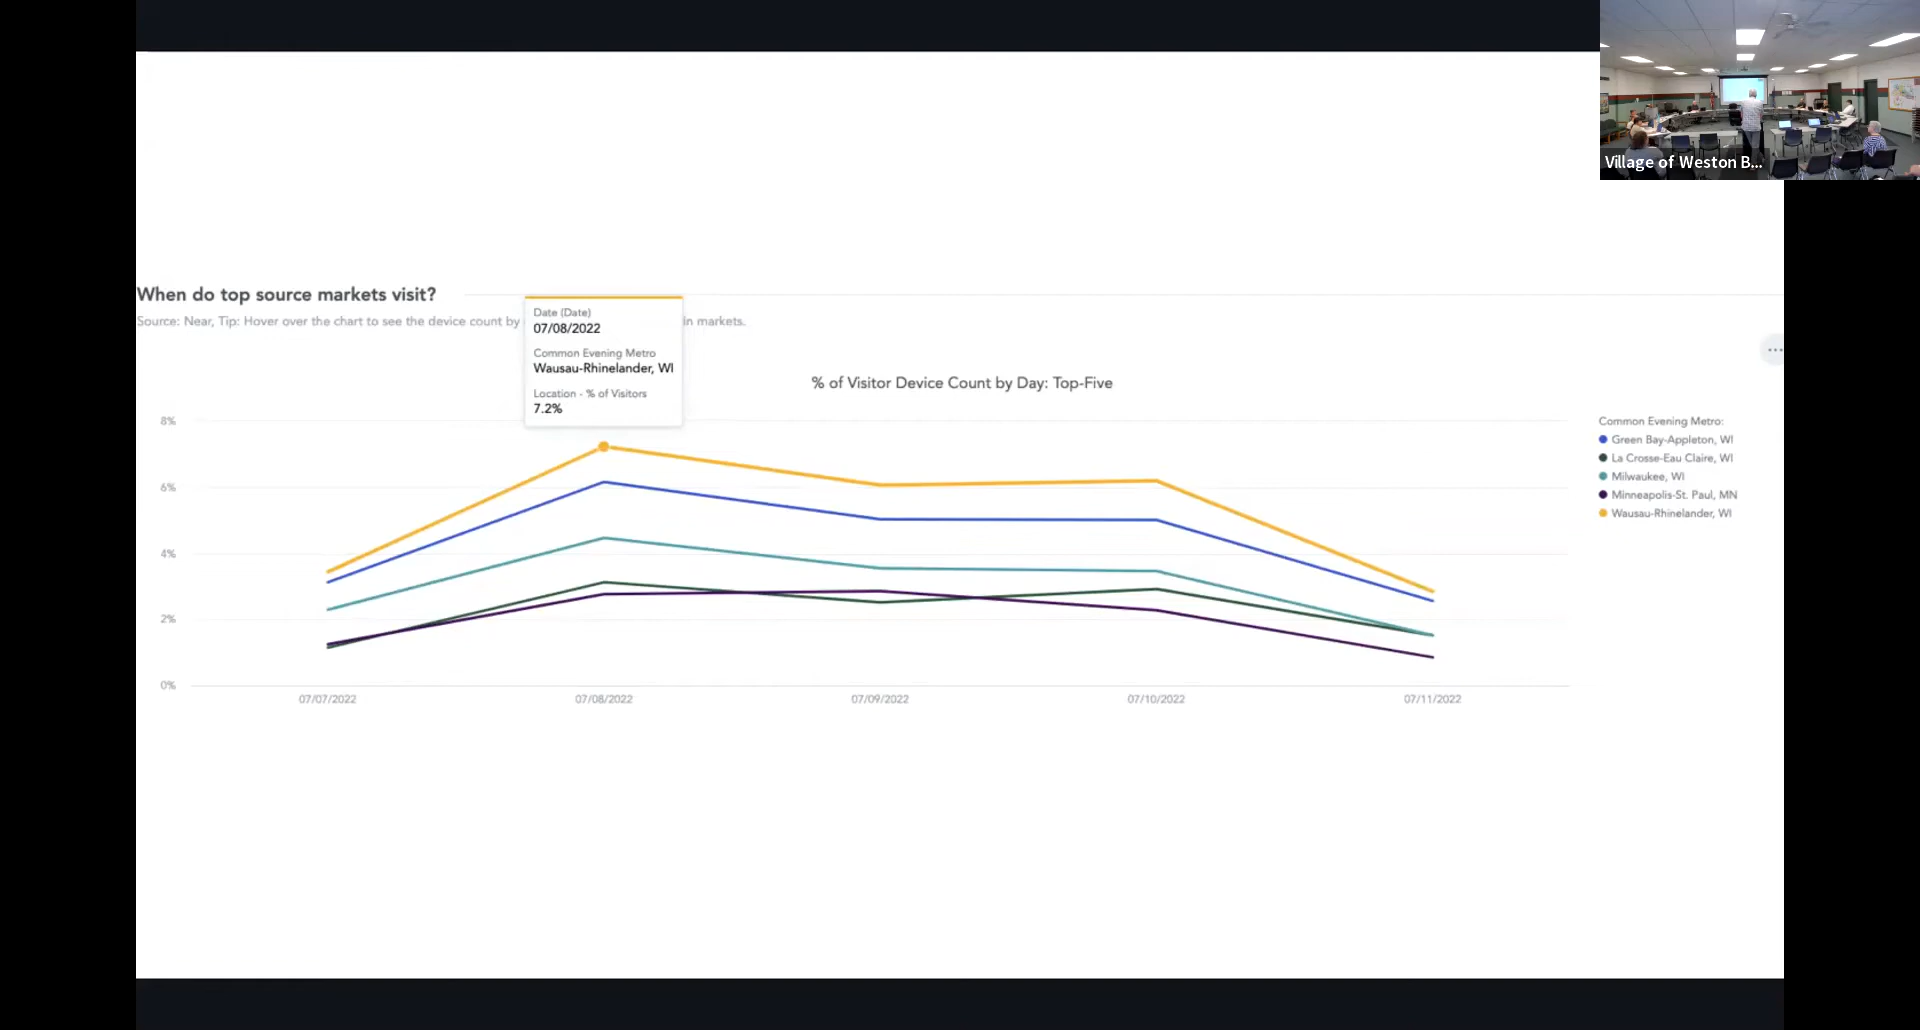 Village of Weston B...
When do top source markets visit?
Source: Near, Tip: Hover over the chart to see the device count by
in markets.
Date (Date)
07/08/2022
Common Evening Metro
Wausau-Rhinelander, WI
Location - % of Visitors
7.2%
% of Visitor Device Count by Day: Top-Five
8%
6%
4%
2%
0%
07/07/2022
07/08/2022
07/09/2022
07/10/2022
07/11/2022
Common Evening Metro:
Green Bay-Appleton, WI
La Crosse-Eau Claire, WI
Milwaukee, WI
Minneapolis-St. Paul, MN
Wausau-Rhinelander, WI